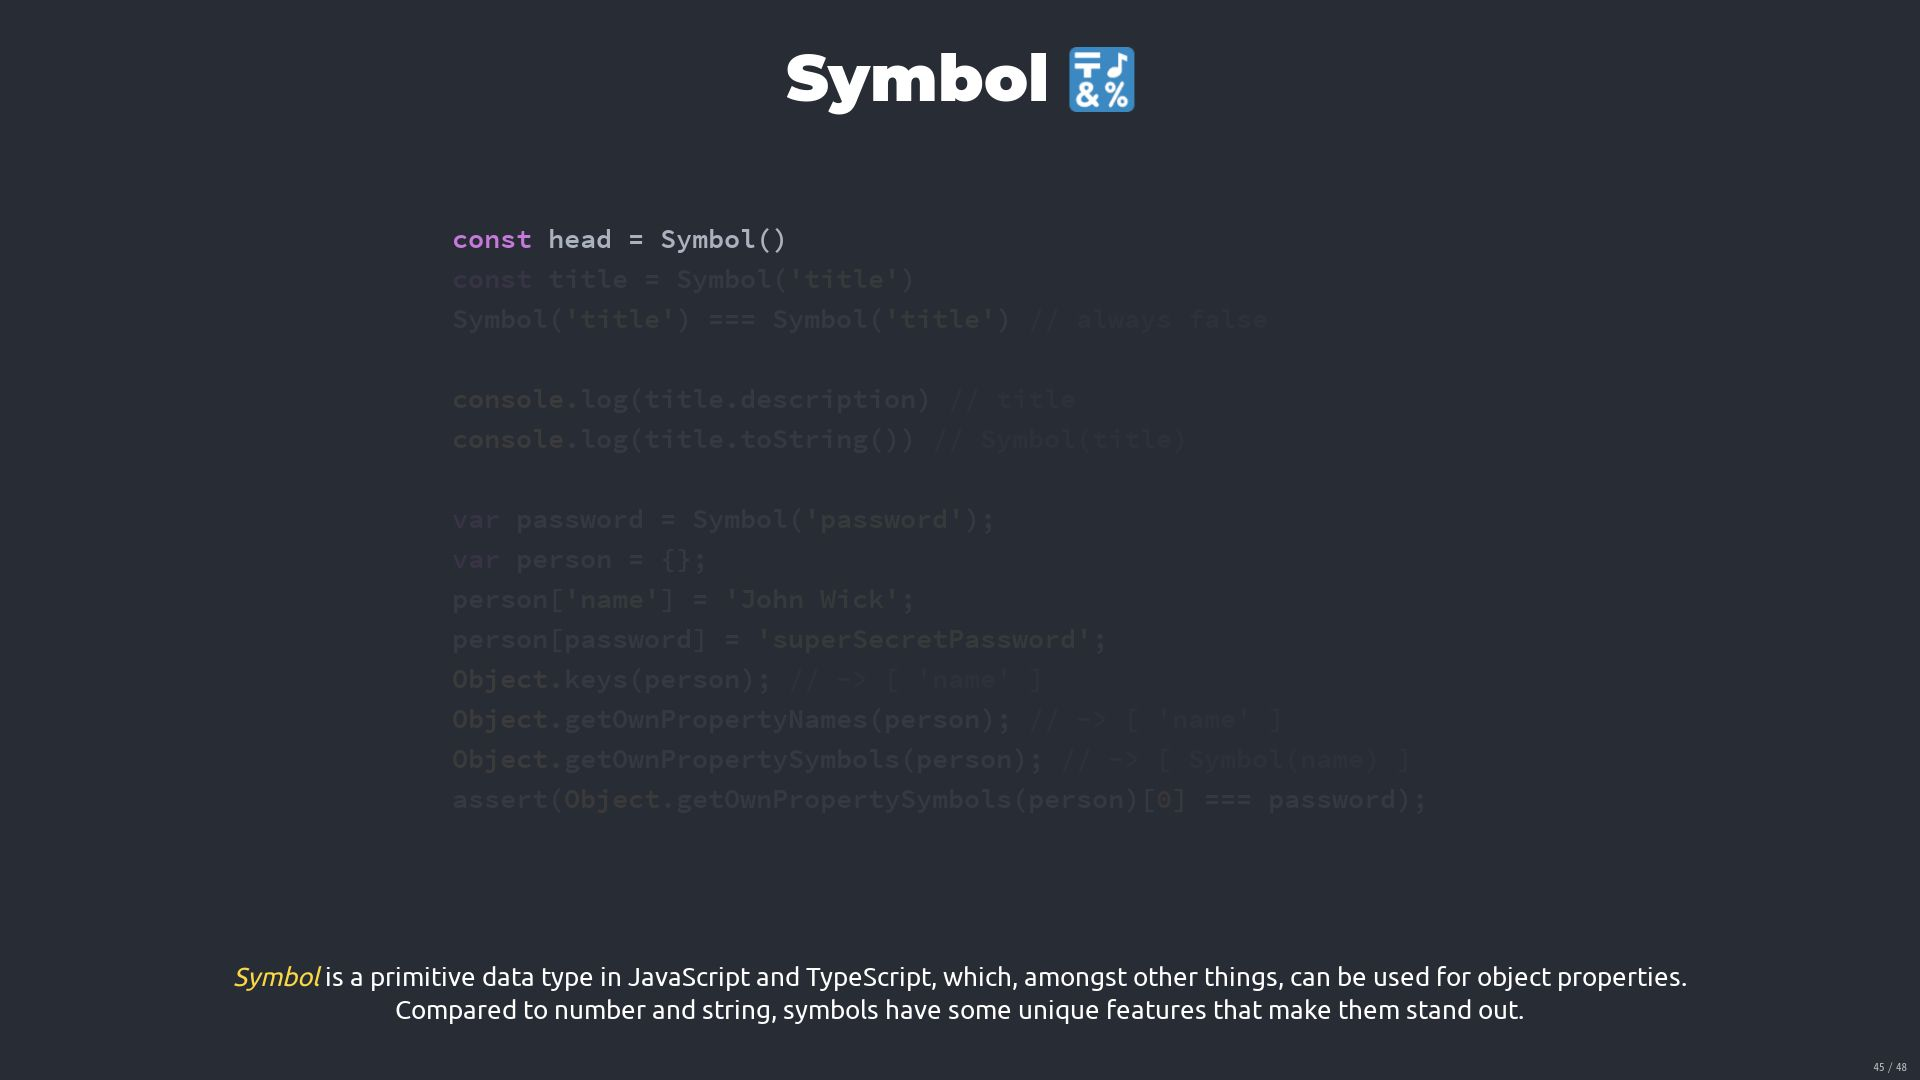 Symbol 🔣
const head = Symbol()
const title = Symbol('title')
Symbol('title') === Symbol('title') // always false
console.log(title.description) // title
console.log(title.toString()) // Symbol(title)
var password = Symbol('password');
var person = {};
person['name'] = 'John Wick';
person[password] = 'superSecretPassword';
Object.keys(person); // -> [ 'name' ]
Object.getOwnPropertyNames(person); // -> [ 'name' ]
Object.getOwnPropertySymbols(person); // -> [ Symbol(name) ]
assert(Object.getOwnPropertySymbols(person)[0] === password);
Symbol is a primitive data type in JavaScript and TypeScript, which, amongst other things, can be used for object properties.
Compared to number and string, symbols have some unique features that make them stand out.
45 / 48